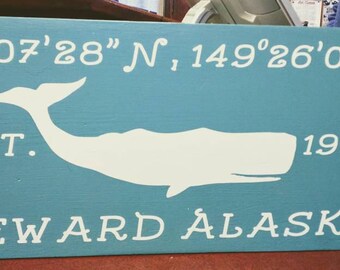 07'28"N, 149°26'0
T. 19
EWARD ALASK